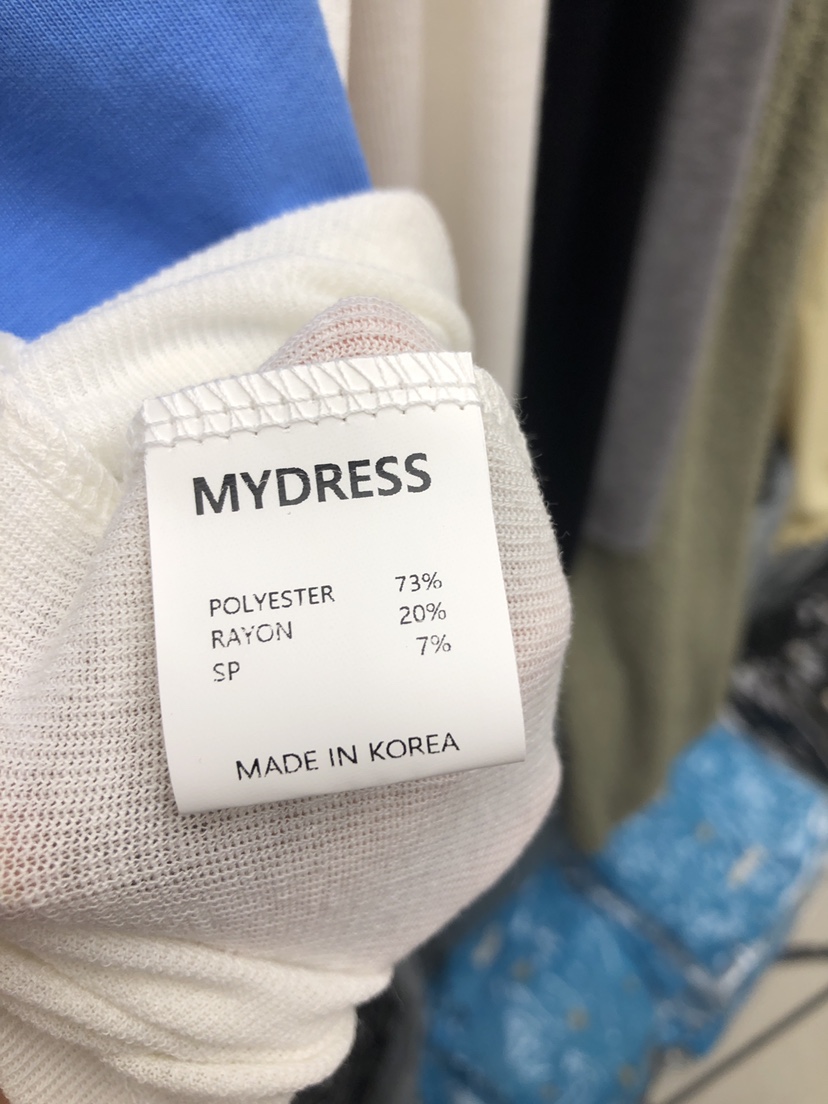 MYDRESS
POLYESTER 73%
RAYON 20%
SP 7%
MADE IN KOREA